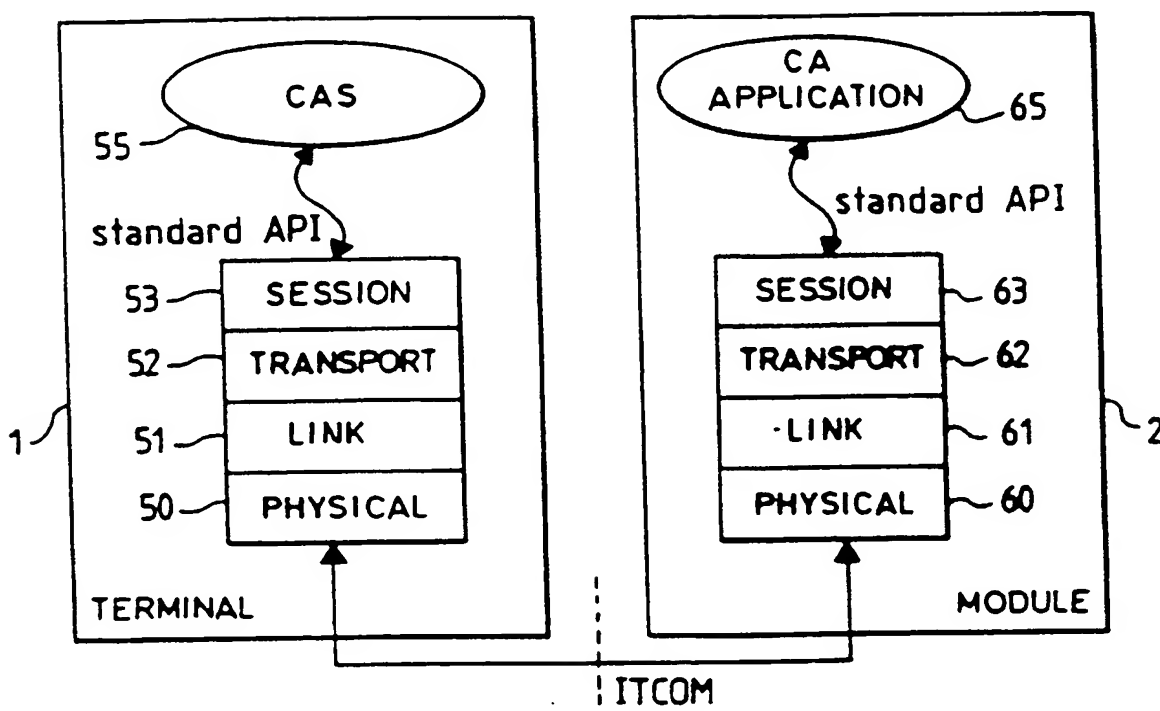 CAS
55
standard API
53
SESSION
52
TRANSPORT
51
LINK
50
PHYSICAL
1
TERMINAL
CA
APPLICATION
65
standard API
SESSION
63
TRANSPORT
62
LINK
61
PHYSICAL
60
2
MODULE
ITCOM